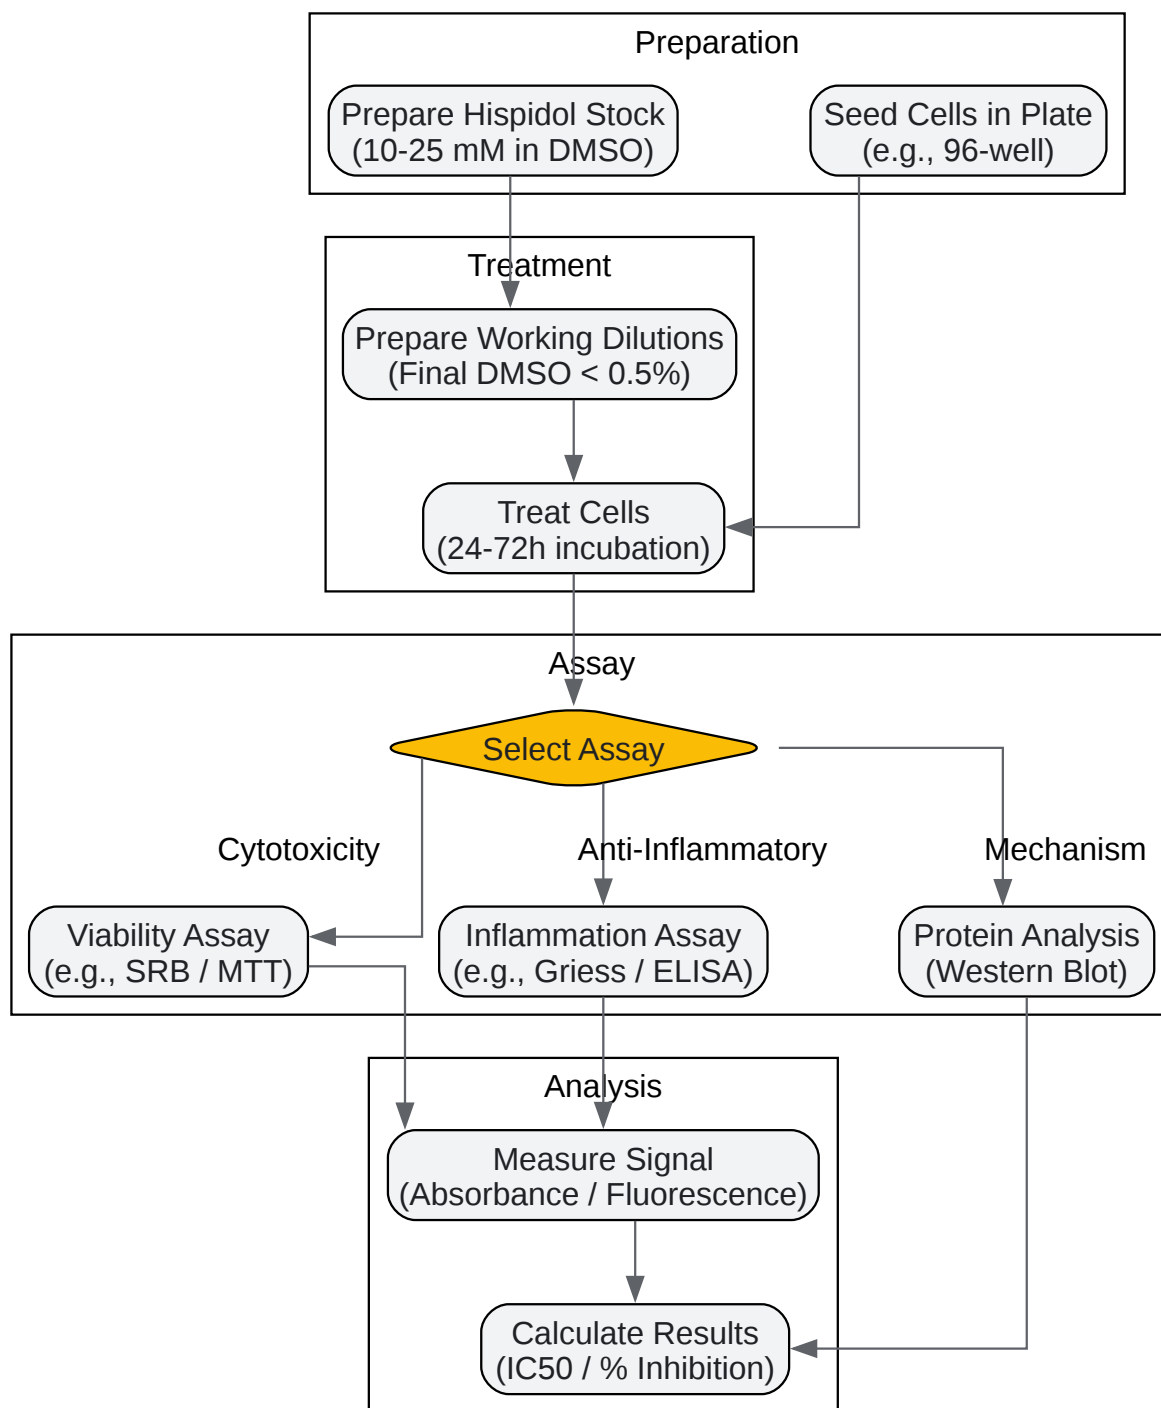 Preparation
Prepare Hispidol Stock
(10-25 mM in DMSO)
Seed Cells in Plate
(e.g., 96-well)
Treatment
Prepare Working Dilutions
(Final DMSO < 0.5%)
Treat Cells
(24-72h incubation)
Assay
Select Assay
Cytotoxicity
Anti-Inflammatory
Mechanism
Viability Assay
(e.g., SRB / MTT)
Inflammation Assay
(e.g., Griess / ELISA)
Protein Analysis
(Western Blot)
Analysis
Measure Signal
(Absorbance / Fluorescence)
Calculate Results
(IC50 / % Inhibition)